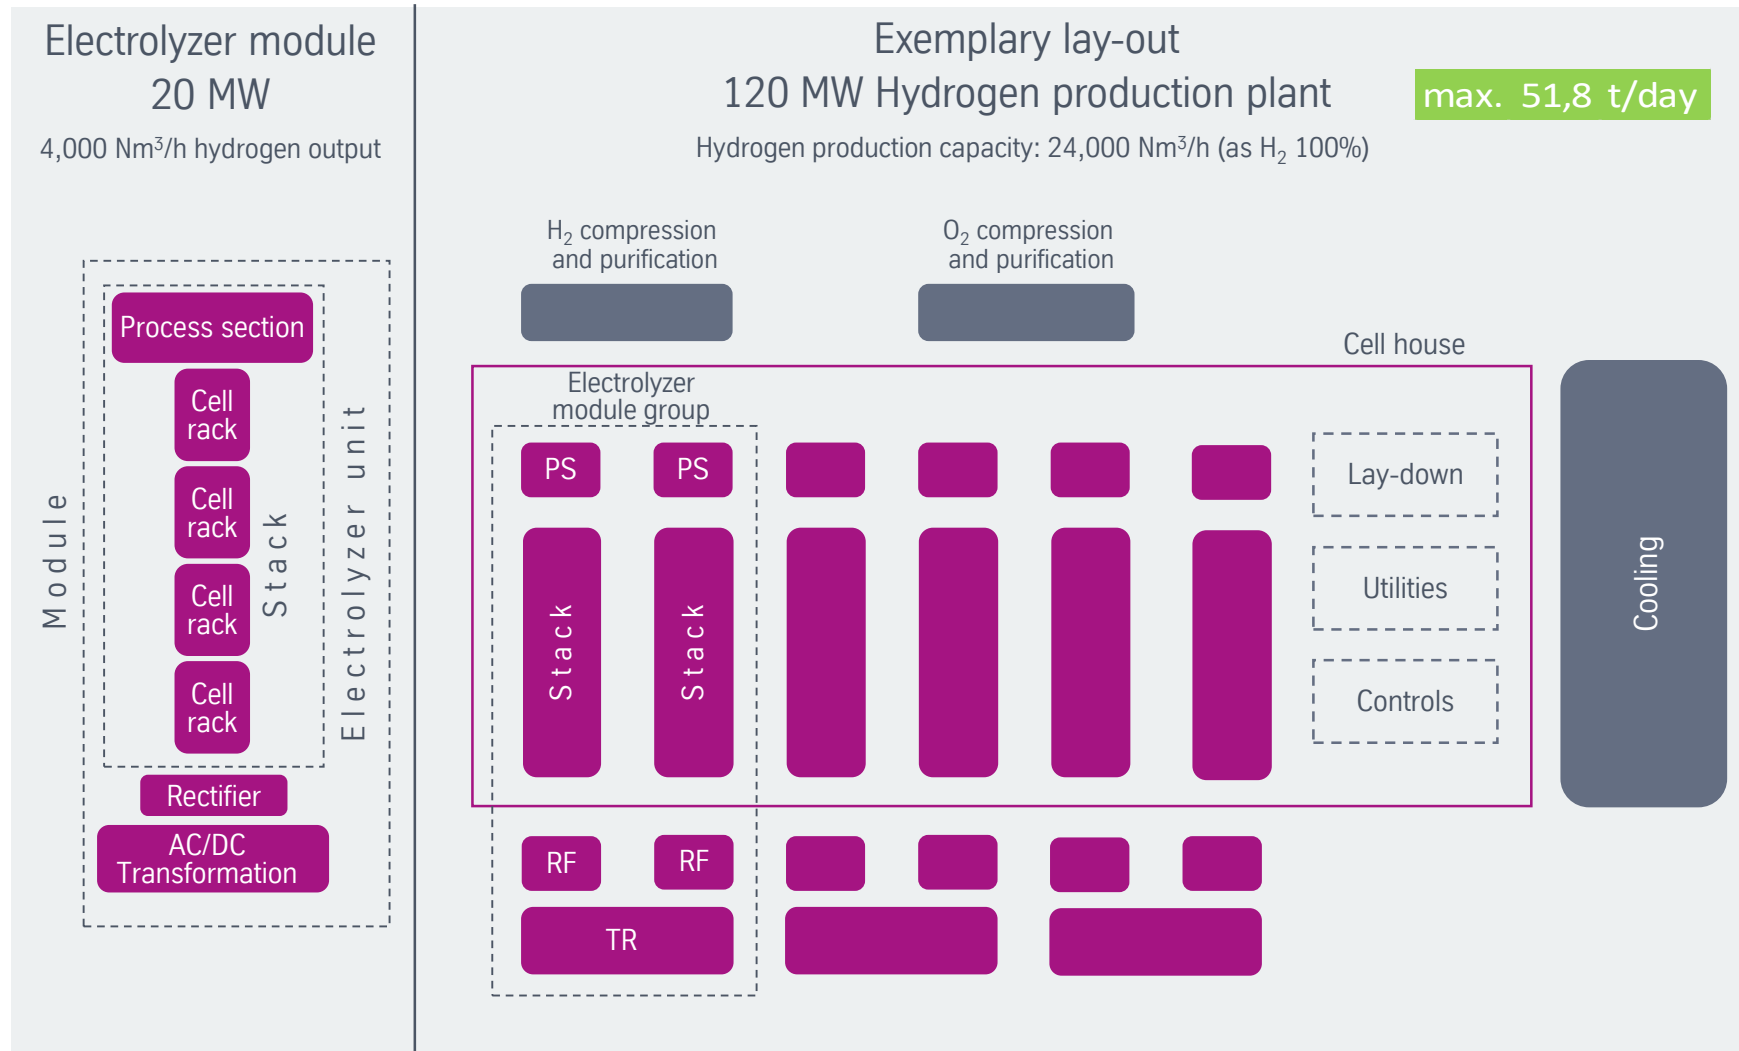 Electrolyzer module
20 MW
4,000 Nm³/h hydrogen output
Module
Process section
Cell
rack
Cell
rack
Cell
rack
Cell
rack
Stack
Electrolyzer unit
Rectifier
AC/DC
Transformation
Exemplary lay-out
120 MW Hydrogen production plant
max. 51,8 t/day
Hydrogen production capacity: 24,000 Nm³/h (as H₂ 100%)
H₂ compression
and purification
O₂ compression
and purification
Cell house
Electrolyzer
module group
PS
PS
Stack
Stack
Lay-down
Utilities
Controls
Cooling
RF
RF
TR